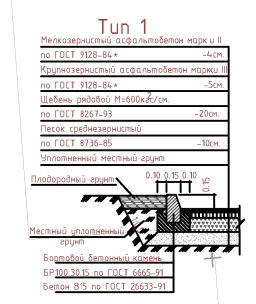 Тип 1
Мелкозернистый асфальтобетон марки II
по ГОСТ 9128-84* -4см.
Крупнозернистый асфальтобетон марки III
по ГОСТ 9128-84* -5см.
Щебень рядовой М=600кгс/см.
2
по ГОСТ 8267-93 -20см.
Песок среднезернистый
по ГОСТ 8736-85 -10см.
Уплотненный местный грунт
Плодородный грунт
0.10 0.15 0.10
0.15
Местный уплотненный
грунт
Бортовой бетонный камень
БР100.30.15 по ГОСТ 6665-91
Бетон В15 по ГОСТ 26633-91